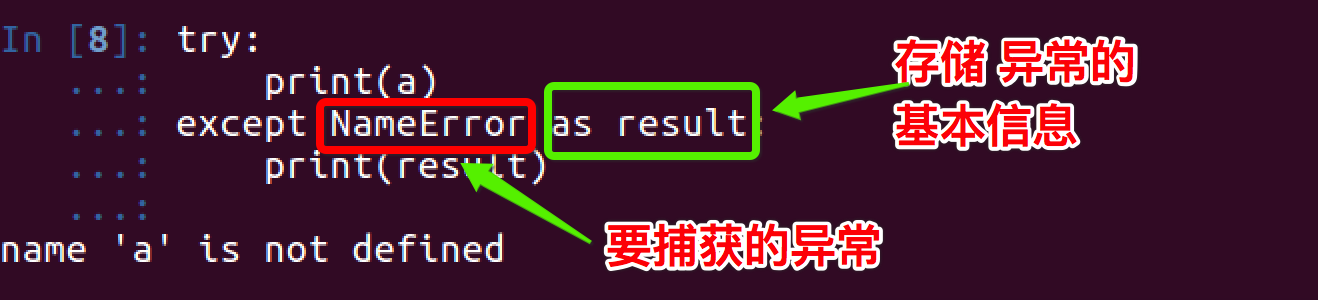 In [8]: try:
   ...:     print(a)
   ...: except NameError as result:
   ...:     print(result)
   ...:
name 'a' is not defined
存储 异常的
基本信息
要捕获的异常